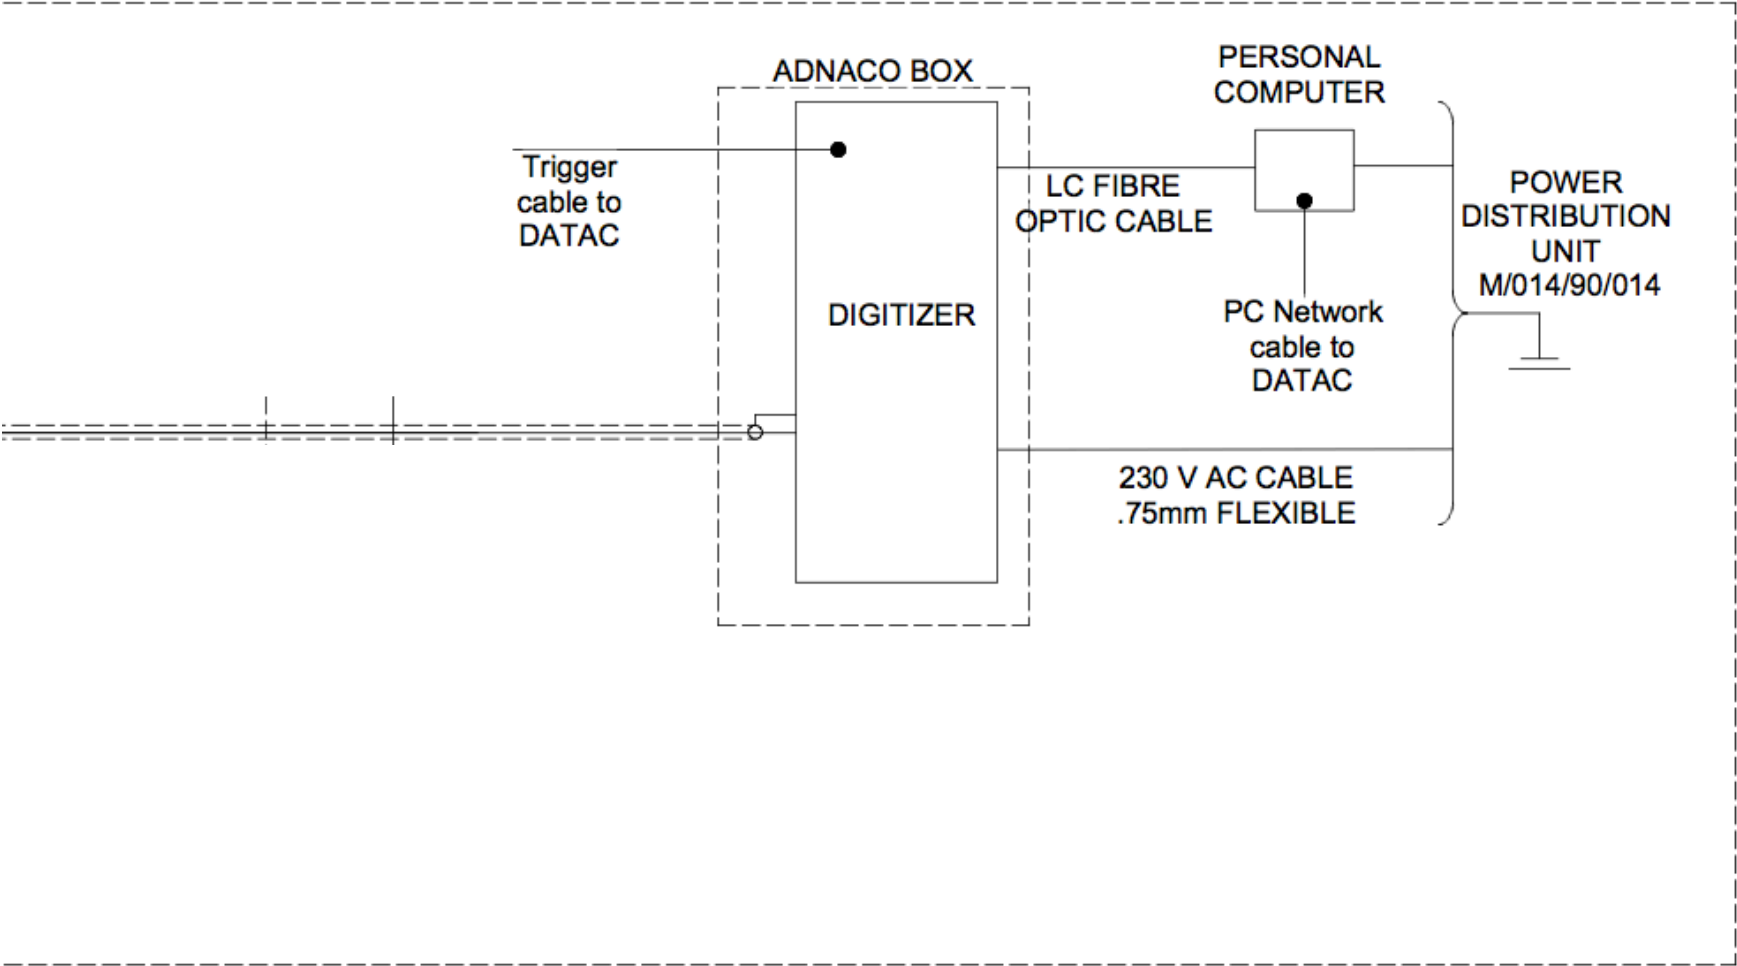 ADNACO BOX
PERSONAL
COMPUTER
Trigger
cable to
DATAC
LC FIBRE
OPTIC CABLE
POWER
DISTRIBUTION
UNIT
M/014/90/014
DIGITIZER
PC Network
cable to
DATAC
230 V AC CABLE
.75mm FLEXIBLE